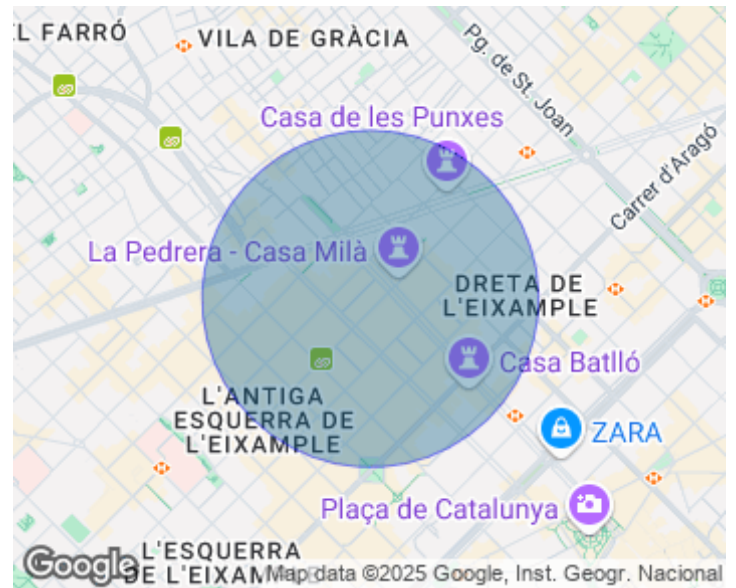 EL FARRÓ
VILA DE GRÀCIA
Pg. de St. Joan
Casa de les Punxes
Carrer d'Aragó
La Pedrera - Casa Milà
DRETA DE
L'EIXAMPLE
Casa Batlló
L'ANTIGA
ESQUERRA DE
L'EIXAMPLE
ZARA
Plaça de Catalunya
L'ESQUERRA
DE L'EIXAMPLE
Google
Map data ©2025 Google, Inst. Geogr. Nacional